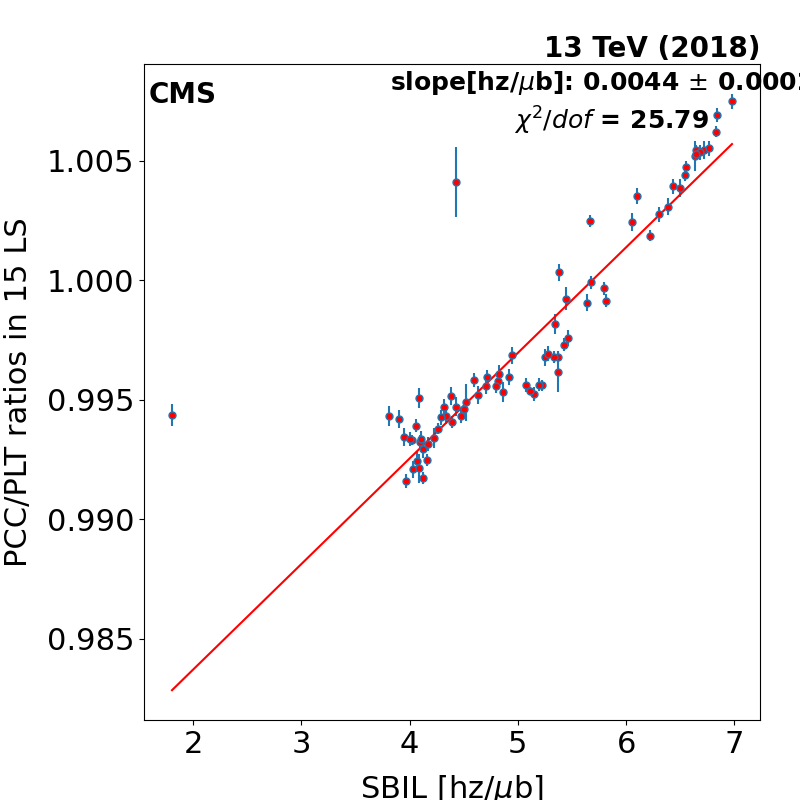 13 TeV (2018)
CMS
slope[hz/μb]: 0.0044 ± 0.000
χ²/dof = 25.79
PCC/PLT ratios in 15 LS
1.005
1.000
0.995
0.990
0.985
2 3 4 5 6 7
SBIL [hz/μb]